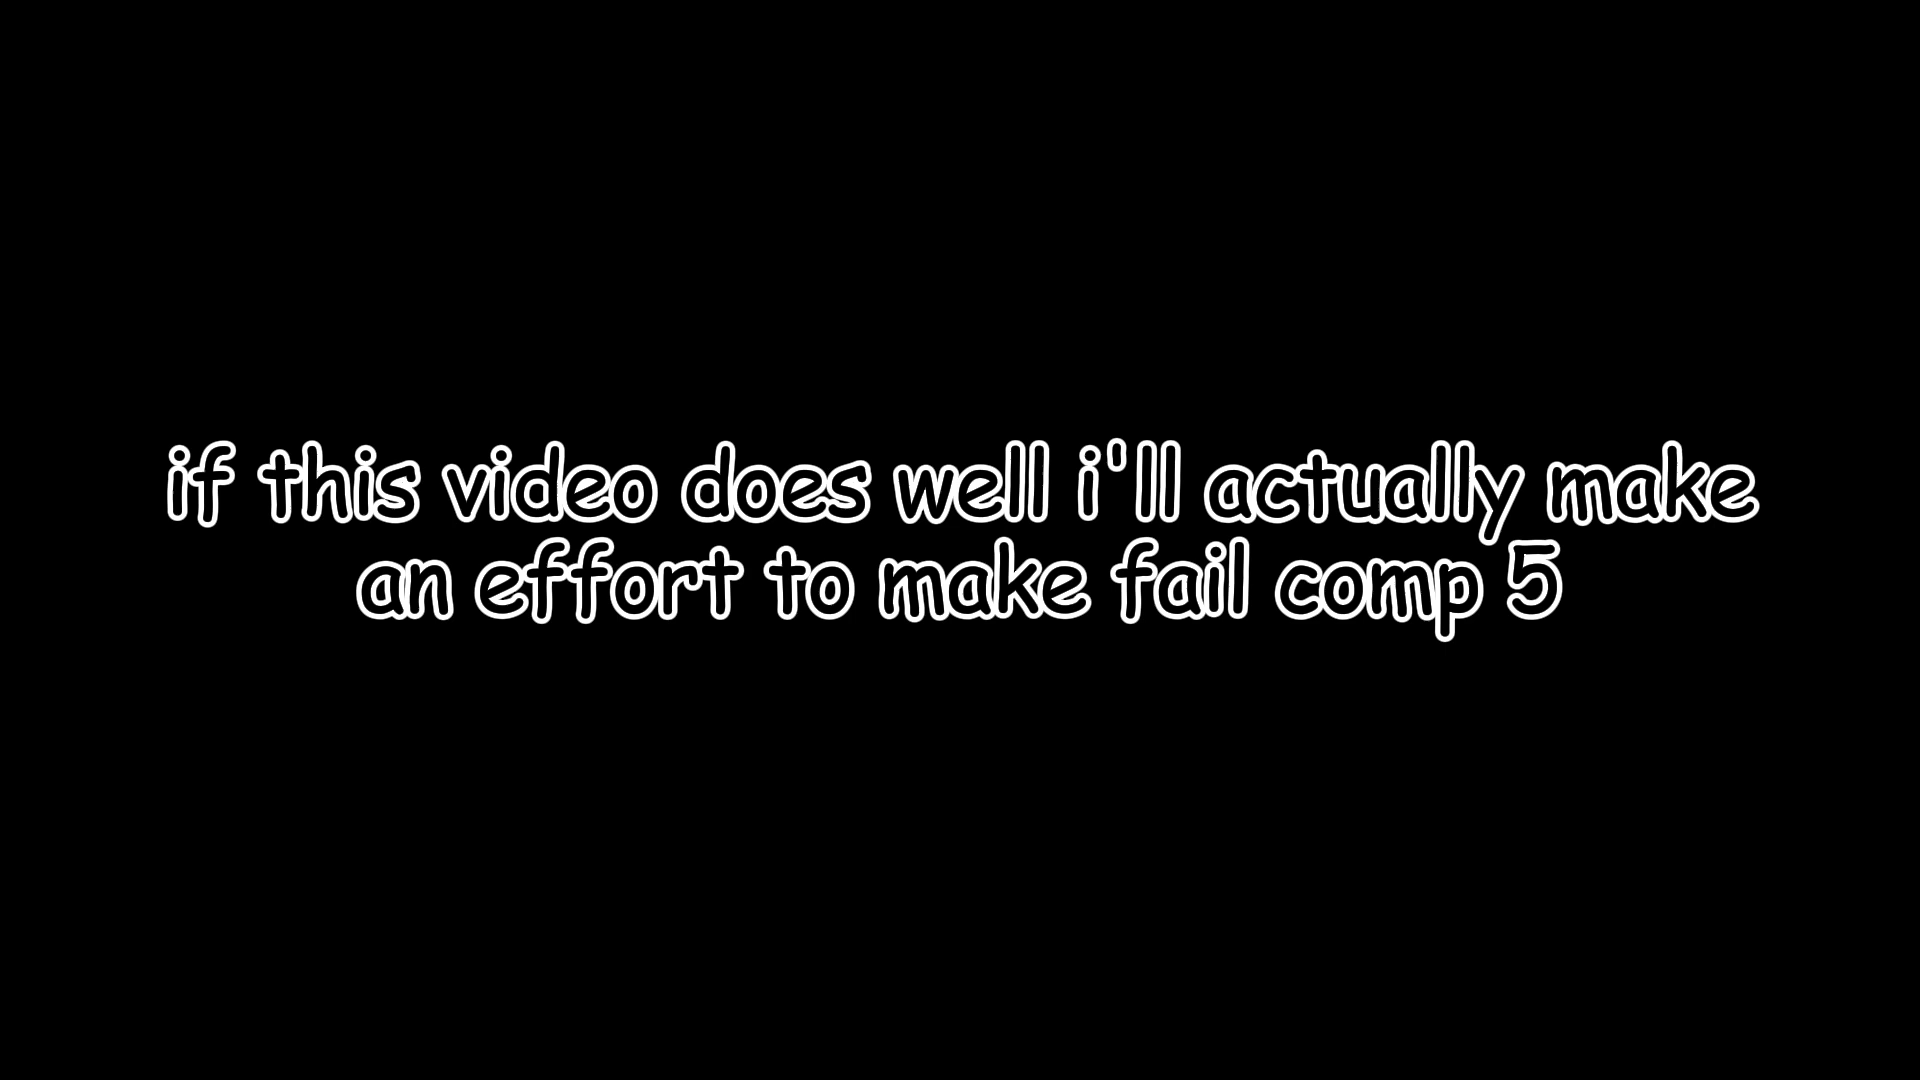 if this video does well i'll actually make
an effort to make fail comp 5